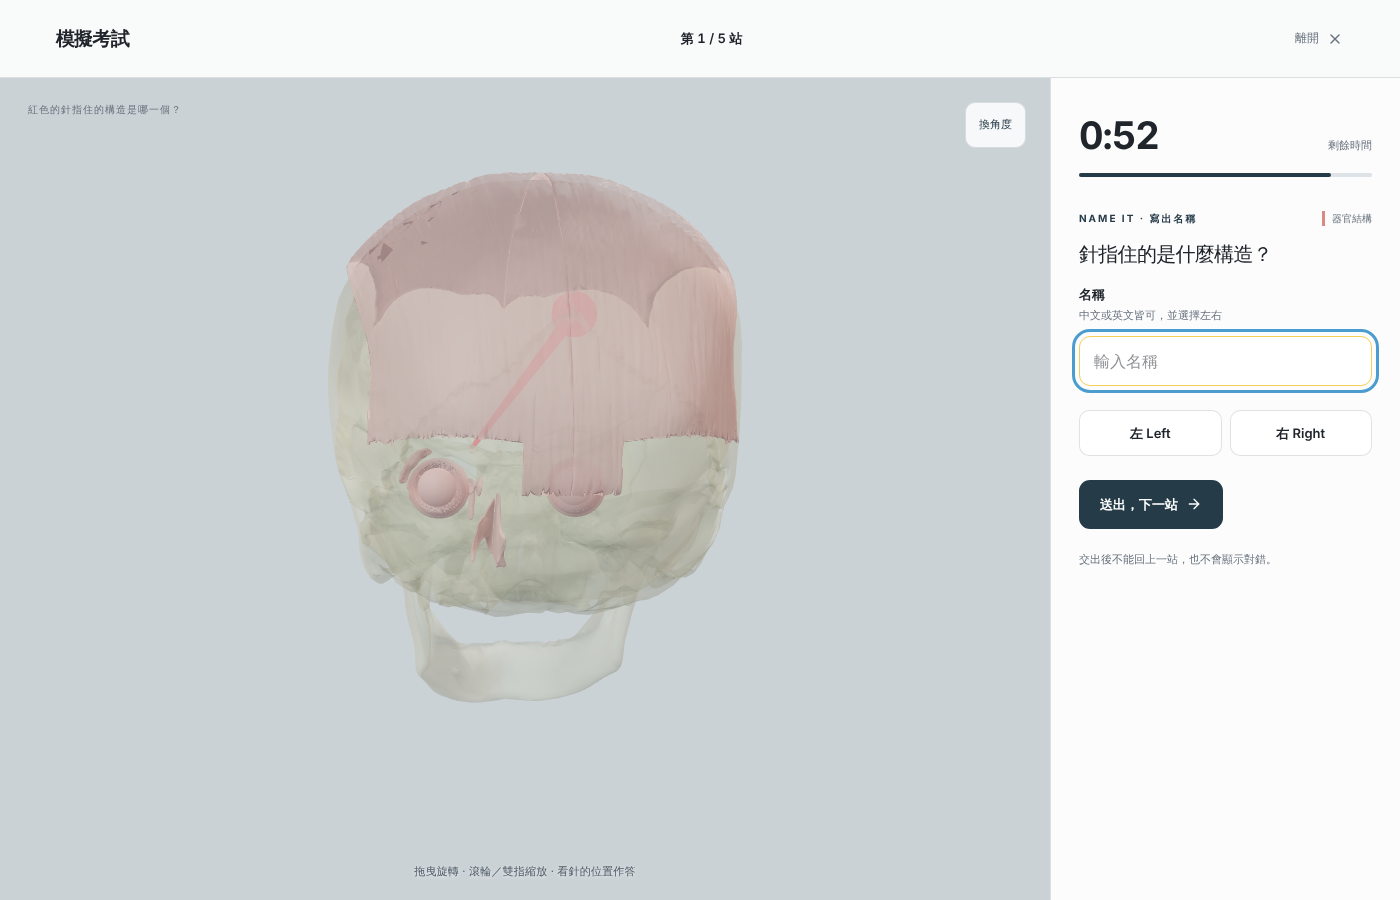 模擬考試
第 1 / 5 站
離開
紅色的針指住的構造是哪一個？
換角度
0:52
剩餘時間
NAME IT · 寫出名稱
器官結構
針指住的是什麼構造？
名稱
中文或英文皆可，並選擇左右
輸入名稱
左 Left
右 Right
送出，下一站 →
交出後不能回上一站，也不會顯示對錯。
拖曳旋轉 · 滾輪／雙指縮放 · 看針的位置作答